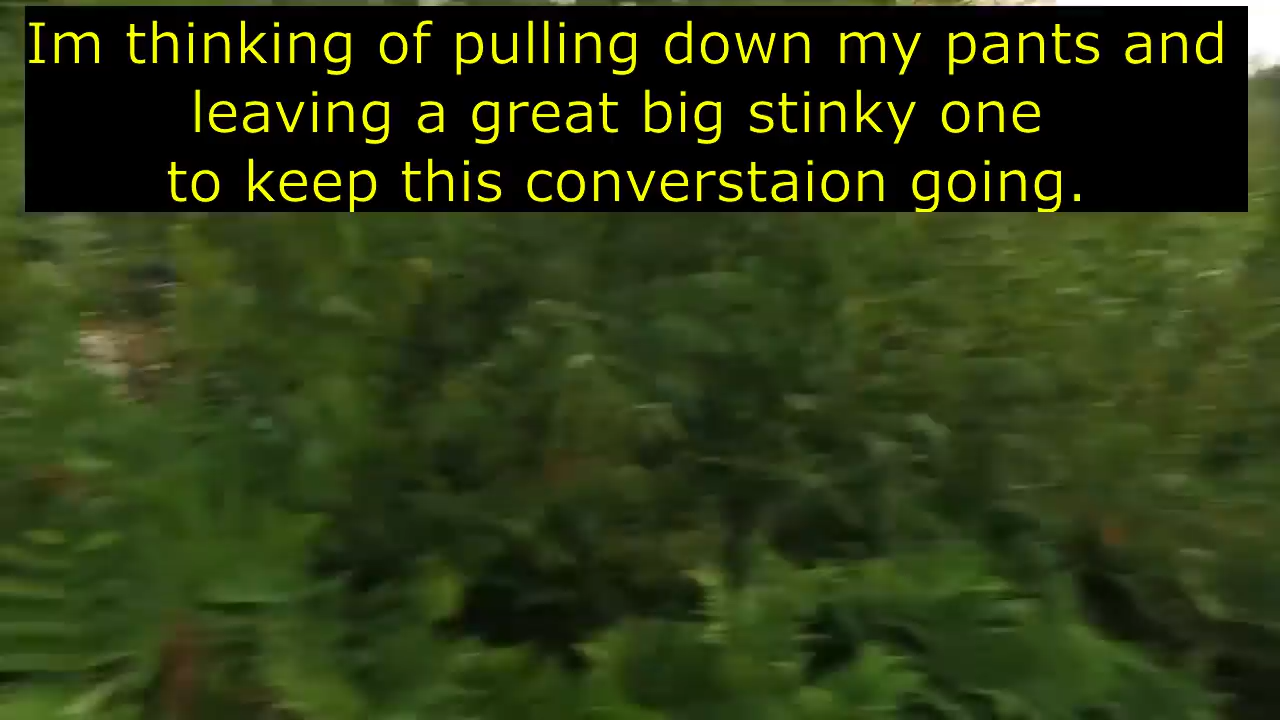 Im thinking of pulling down my pants and
leaving a great big stinky one
to keep this converstaion going.